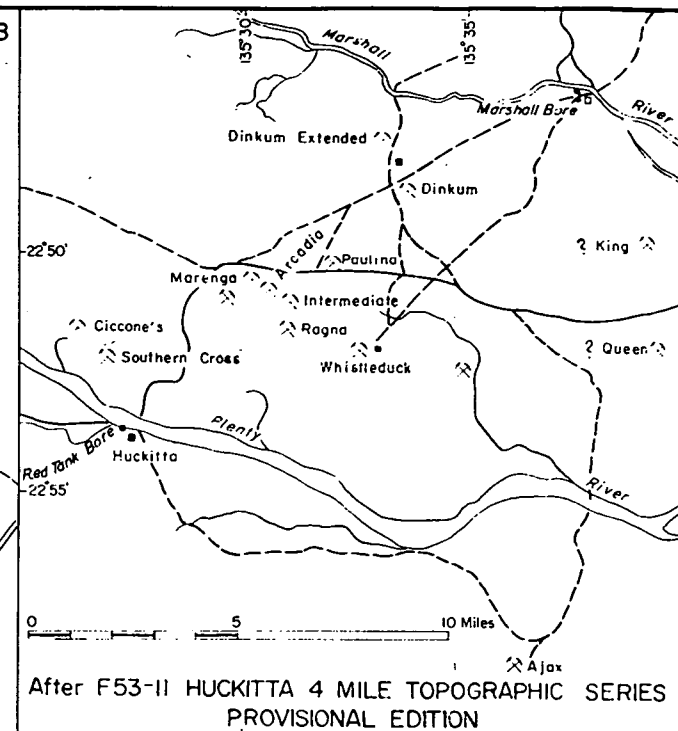 B
135° 30'
135° 35'
Marshall
River
Marshall Bore
Dinkum Extended
Dinkum
22° 50'
? King
Arcadia
Paulina
Marenga
Intermediate
Ciccone's
Ragna
Southern Cross
Whistleduck
? Queen
Plenty
River
Red Tank Bore
Huckitta
22° 55'
0 5 10 Miles
Ajax
After F53-11 HUCKITTA 4 MILE TOPOGRAPHIC SERIES
PROVISIONAL EDITION